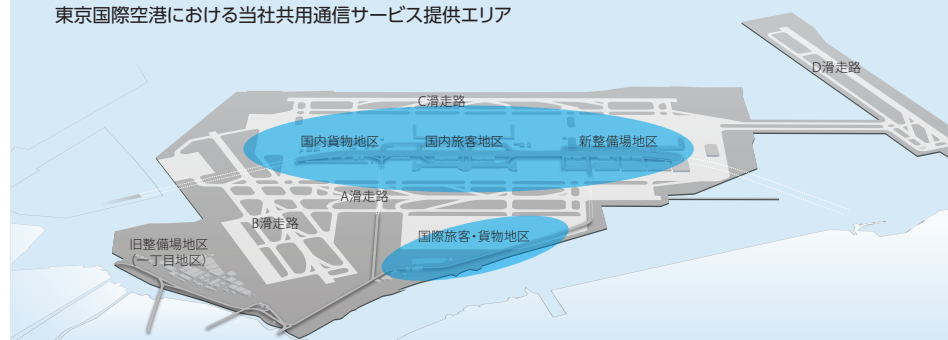 東京国際空港における当社共用通信サービス提供エリア
D滑走路
C滑走路
国内貨物地区
国内旅客地区
新整備場地区
A滑走路
B滑走路
国際旅客・貨物地区
旧整備場地区
(一丁目地区)